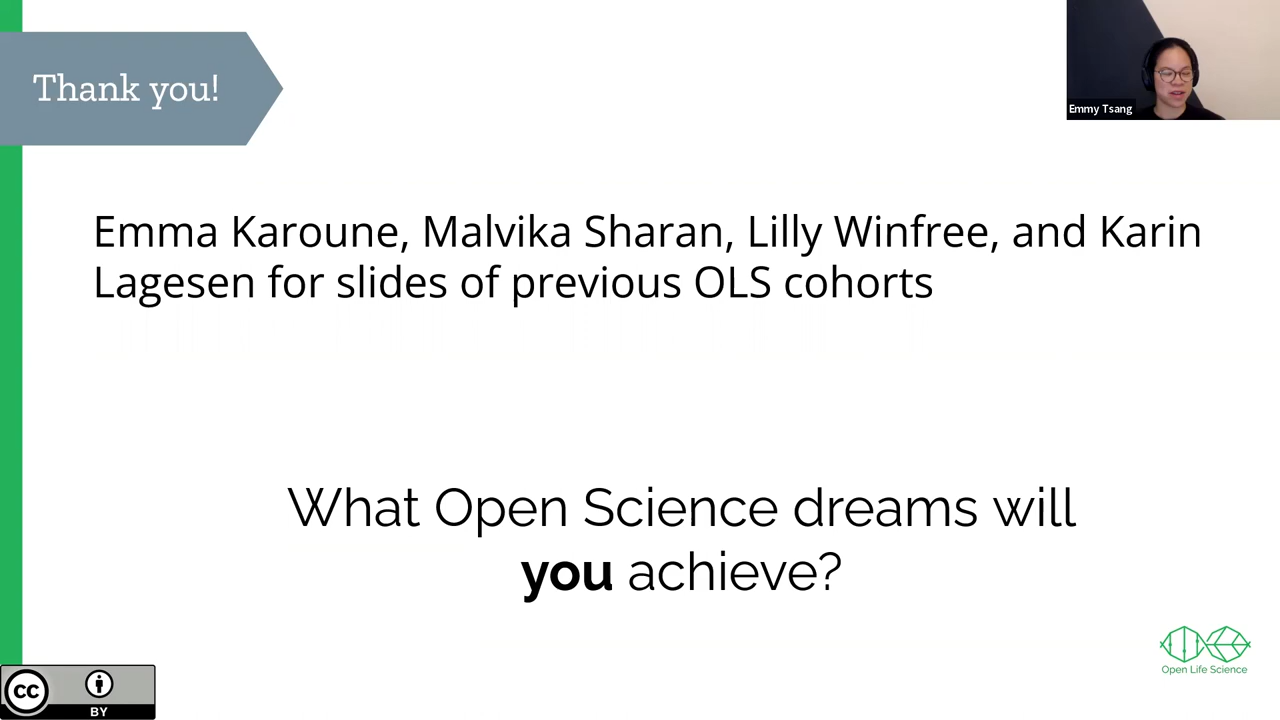 Thank you!
Emmy Tsang
Emma Karoune, Malvika Sharan, Lilly Winfree, and Karin
Lagesen for slides of previous OLS cohorts
What Open Science dreams will
you achieve?
Open Life Science
cc
BY